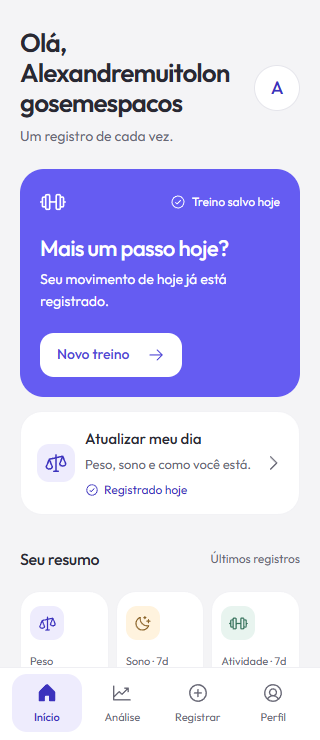 Olá,
Alexandremuitolon
gosemespacos
A
Um registro de cada vez.
Treino salvo hoje
Mais um passo hoje?
Seu movimento de hoje já está
registrado.
Novo treino
Atualizar meu dia
Peso, sono e como você está.
Registrado hoje
Seu resumo
Últimos registros
Peso
Sono · 7d
Atividade · 7d
Início
Análise
Registrar
Perfil